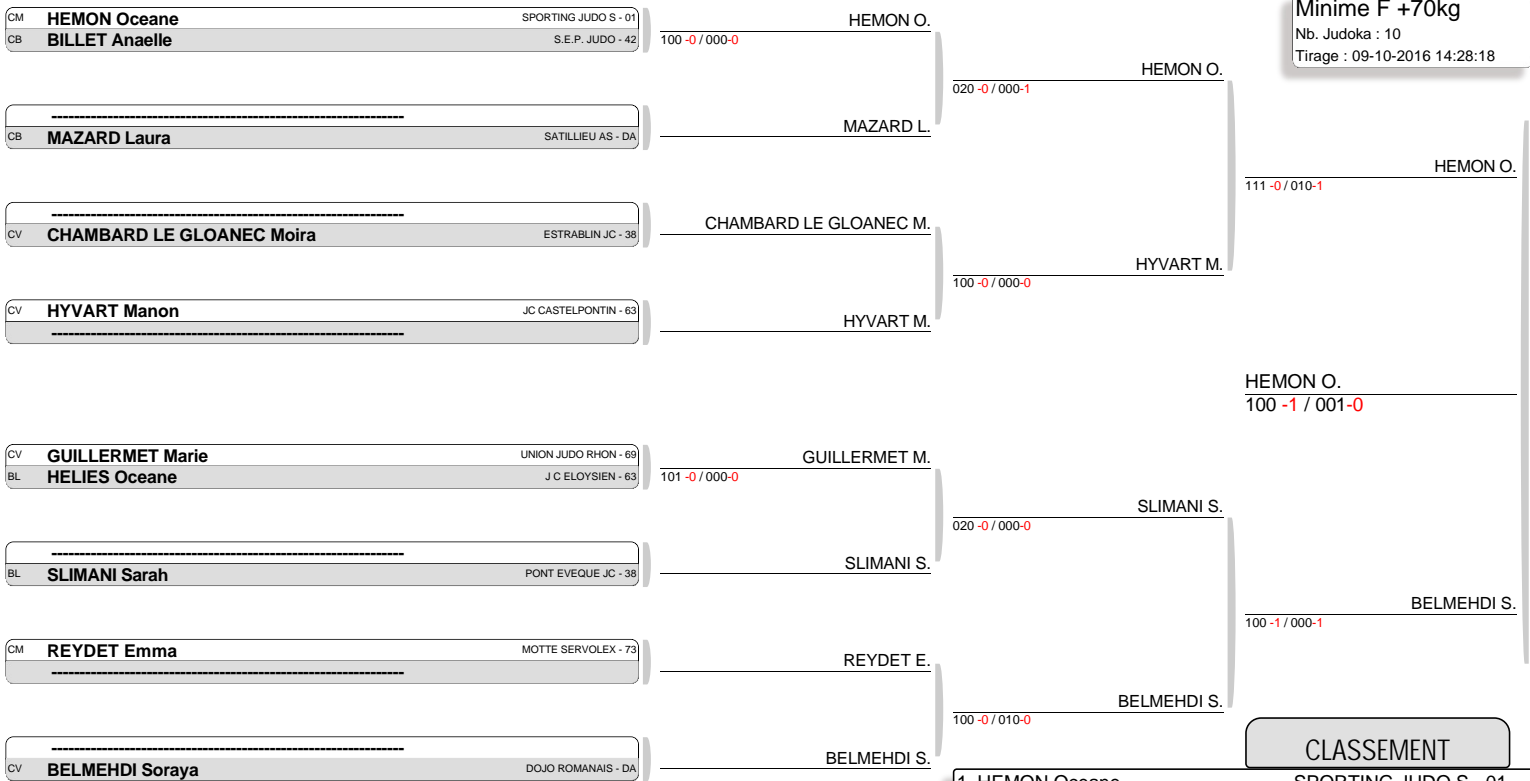 Minime F +70kg
Nb. Judoka : 10
Tirage : 09-10-2016 14:28:18
CM HEMON Oceane SPORTING JUDO S - 01
CB BILLET Anaelle S.E.P. JUDO - 42
----------------------------------------------------------------
CB MAZARD Laura SATILLIEU AS - DA
----------------------------------------------------------------
CV CHAMBARD LE GLOANEC Moira ESTRABLIN JC - 38
CV HYVART Manon JC CASTELPONTIN - 63
----------------------------------------------------------------
CV GUILLERMET Marie UNION JUDO RHON - 69
BL HELIES Oceane J C ELOYSIEN - 63
----------------------------------------------------------------
BL SLIMANI Sarah PONT EVEQUE JC - 38
CM REYDET Emma MOTTE SERVOLEX - 73
----------------------------------------------------------------
----------------------------------------------------------------
CV BELMEHDI Soraya DOJO ROMANAIS - DA
HEMON O.
100 -0 / 000-0
MAZARD L.
CHAMBARD LE GLOANEC M.
HYVART M.
GUILLERMET M.
101 -0 / 000-0
SLIMANI S.
REYDET E.
BELMEHDI S.
HEMON O.
020 -0 / 000-1
HYVART M.
100 -0 / 000-0
SLIMANI S.
020 -0 / 000-0
BELMEHDI S.
100 -0 / 010-0
HEMON O.
111 -0 / 010-1
HEMON O.
100 -1 / 001-0
BELMEHDI S.
100 -1 / 000-1
CLASSEMENT
1 HEMON Oceane SPORTING JUDO S - 01